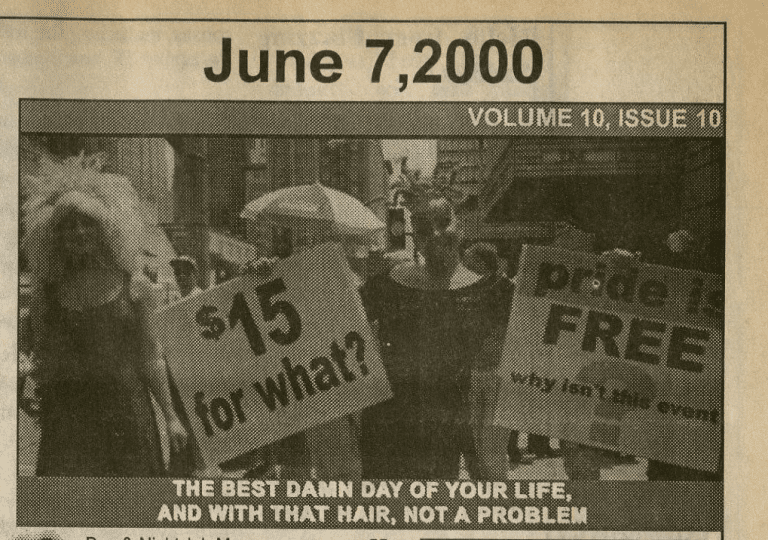 June 7,2000
VOLUME 10, ISSUE 10
$15
for what?
pride is
FREE
why isn't this event
?
THE BEST DAMN DAY OF YOUR LIFE,
AND WITH THAT HAIR, NOT A PROBLEM